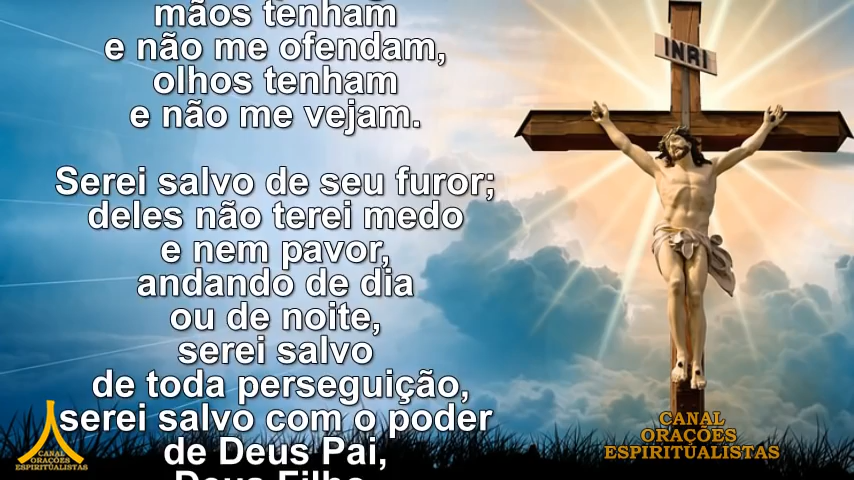 mãos tenham
e não me ofendam,
olhos tenham
e não me vejam.
Serei salvo de seu furor;
deles não terei medo
e nem pavor,
andando de dia
ou de noite,
serei salvo
de toda perseguição,
serei salvo com o poder
de Deus Pai,
Deus Filho
INRI
CANAL
ORAÇÕES
ESPIRITUALISTAS
CANAL
ORAÇÕES
ESPIRITUALISTAS